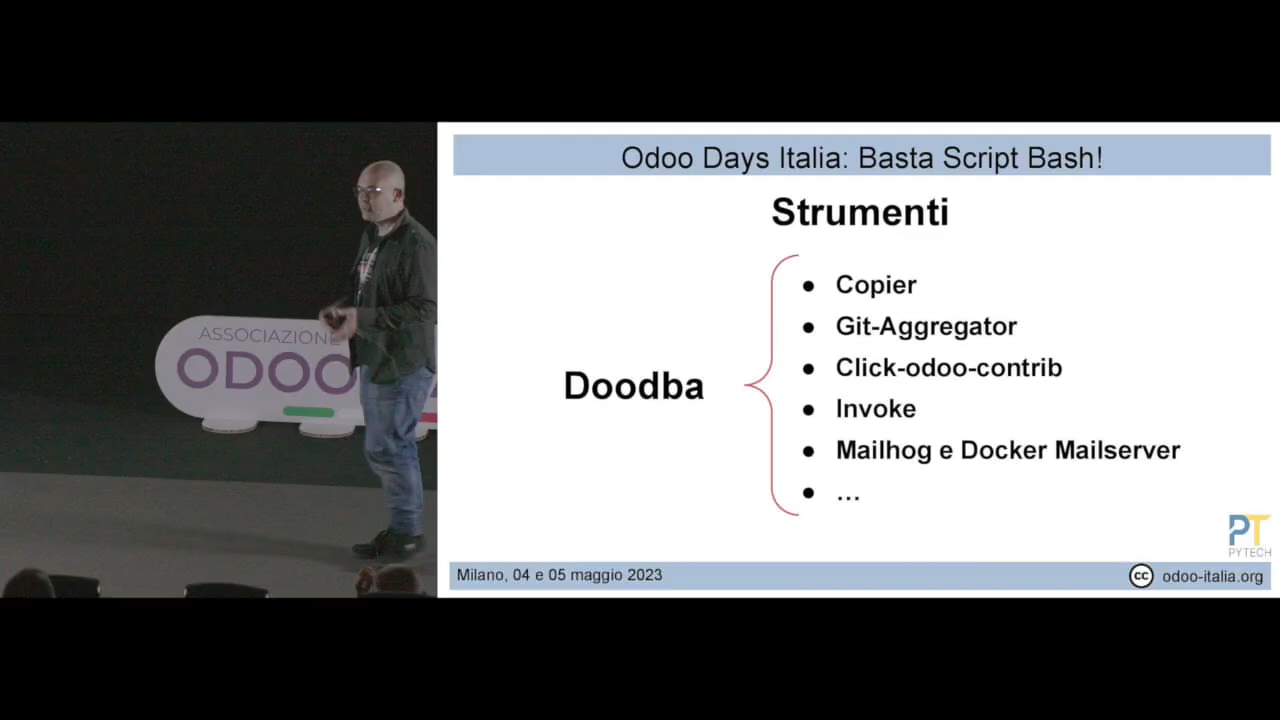 ASSOCIAZIONE
ODOO
Odoo Days Italia: Basta Script Bash!
Strumenti
Doodba
● Copier
● Git-Aggregator
● Click-odoo-contrib
● Invoke
● Mailhog e Docker Mailserver
● …
PT
PYTECH
Milano, 04 e 05 maggio 2023
cc odoo-italia.org